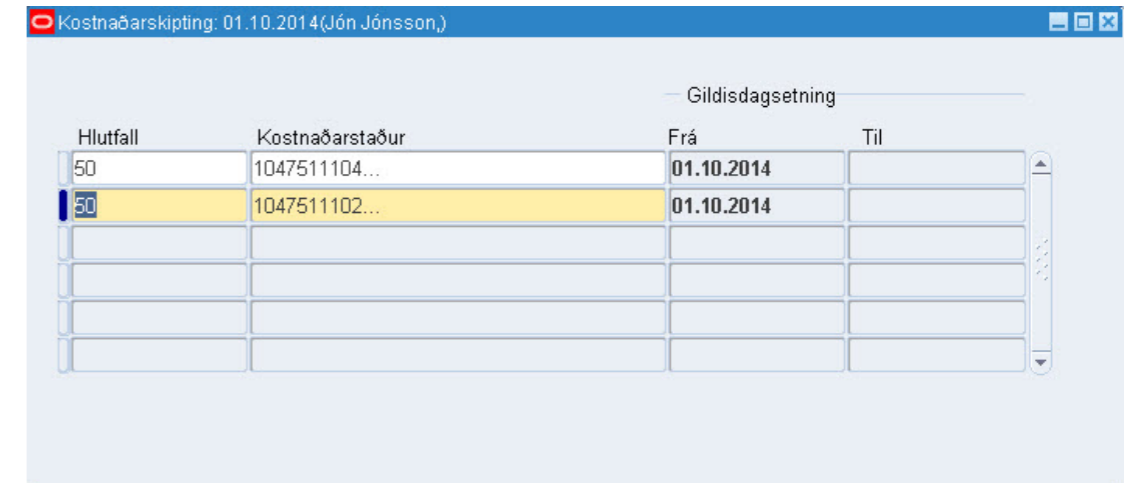 Kostnaðarskipting: 01.10.2014(Jón Jónsson,)
Gildisdagsetning
Hlutfall Kostnaðarstaður Frá Til
50 1047511104... 01.10.2014
50 1047511102... 01.10.2014